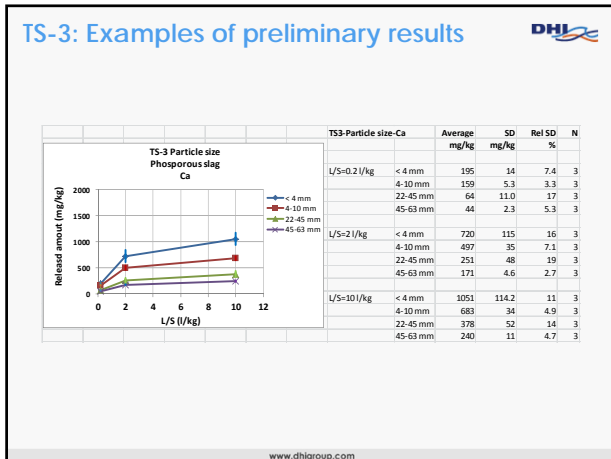 TS-3: Examples of preliminary results
DHI
TS-3 Particle size
Phosporous slag
Ca
Releasd amout (mg/kg)
2000
1500
1000
500
0
0 2 4 6 8 10 12
L/S (l/kg)
< 4 mm
4-10 mm
22-45 mm
45-63 mm
TS3-Particle size-Ca Average SD Rel SD N
mg/kg mg/kg %
L/S=0.2 l/kg < 4 mm 195 14 7.4 3
4-10 mm 159 5.3 3.3 3
22-45 mm 64 11.0 17 3
45-63 mm 44 2.3 5.3 3
L/S=2 l/kg < 4 mm 720 115 16 3
4-10 mm 497 35 7.1 3
22-45 mm 251 48 19 3
45-63 mm 171 4.6 2.7 3
L/S=10 l/kg < 4 mm 1051 114.2 11 3
4-10 mm 683 34 4.9 3
22-45 mm 378 52 14 3
45-63 mm 240 11 4.7 3
www.dhigroup.com